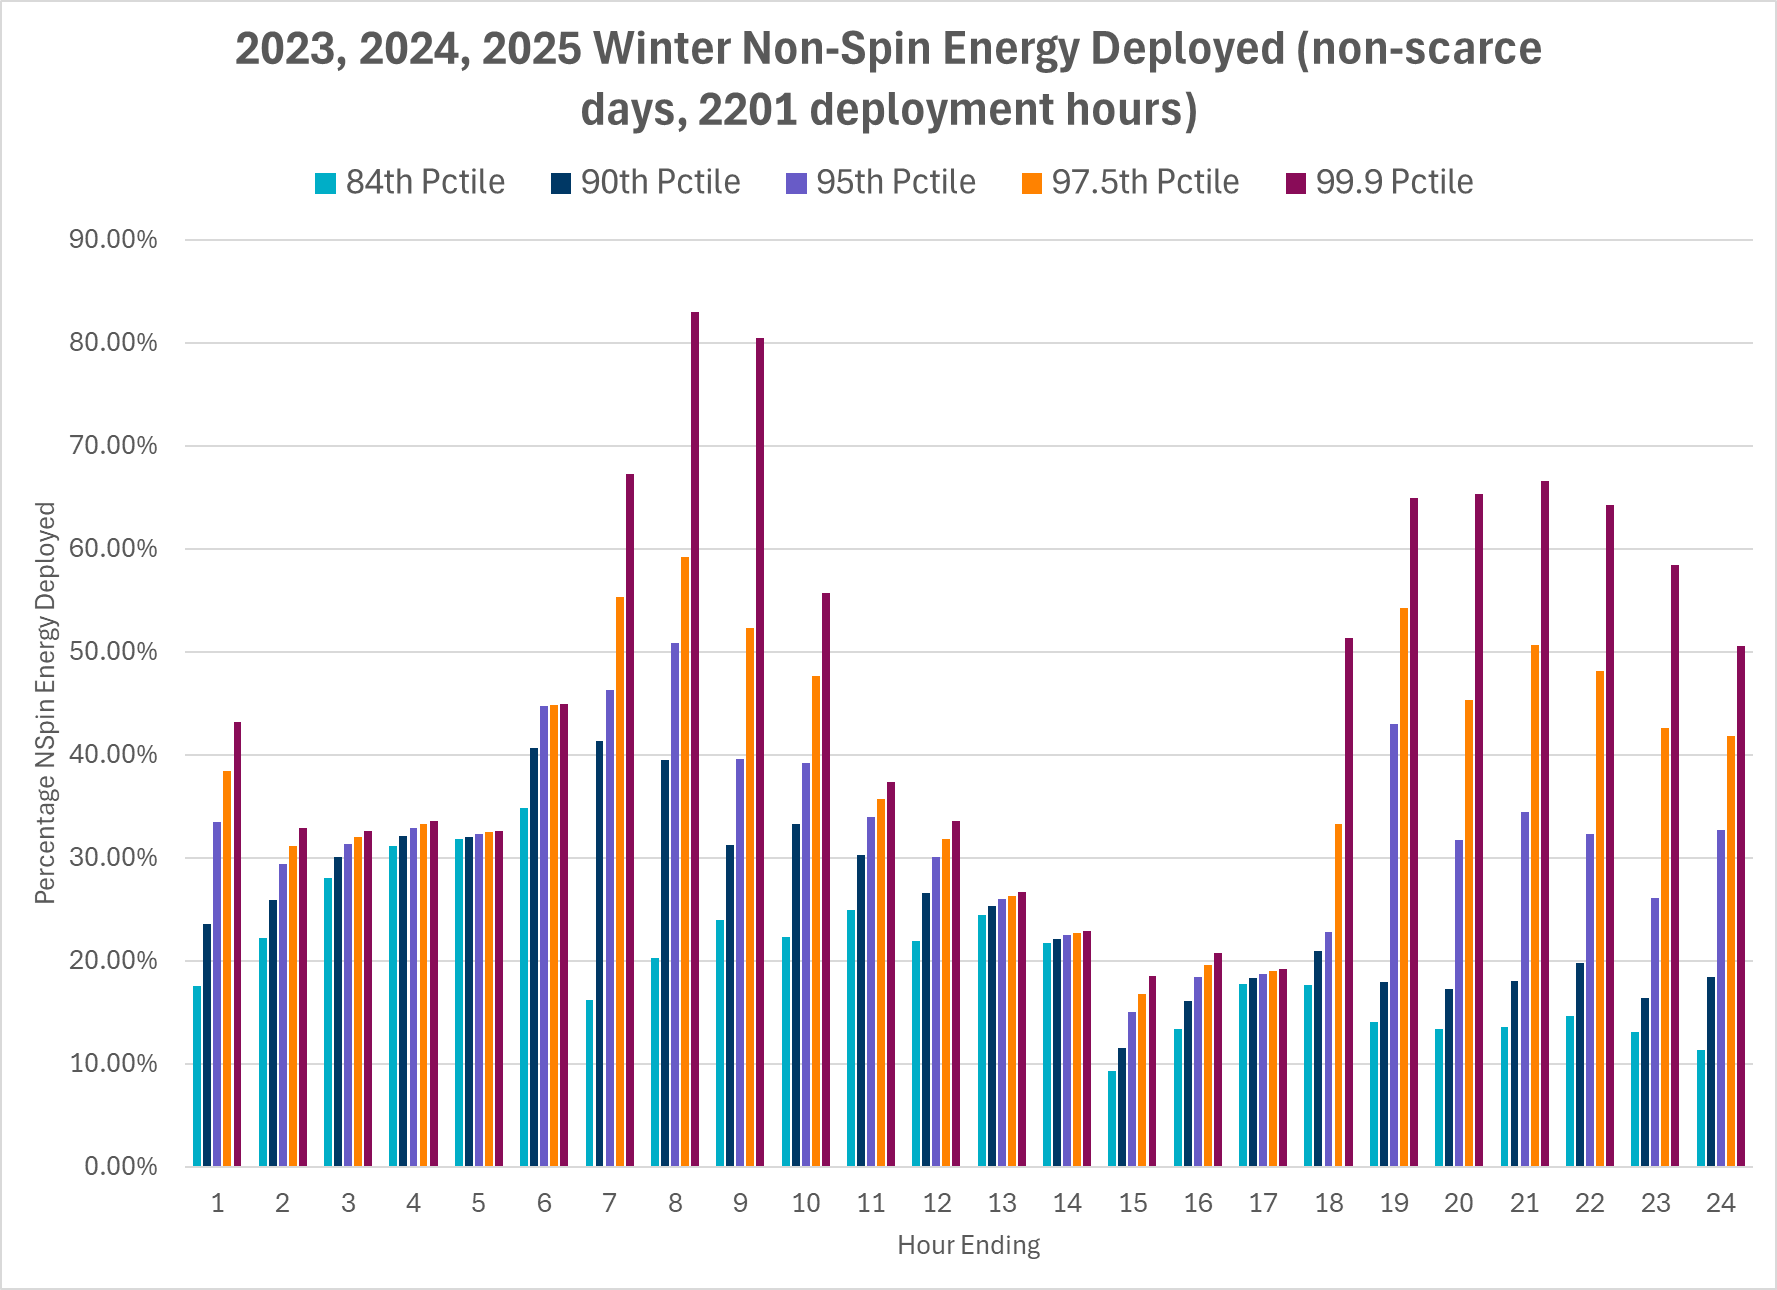 2023, 2024, 2025 Winter Non-Spin Energy Deployed (non-scarce
days, 2201 deployment hours)
84th Pctile 90th Pctile 95th Pctile 97.5th Pctile 99.9 Pctile
Percentage NSpin Energy Deployed
90.00%
80.00%
70.00%
60.00%
50.00%
40.00%
30.00%
20.00%
10.00%
0.00%
1 2 3 4 5 6 7 8 9 10 11 12 13 14 15 16 17 18 19 20 21 22 23 24
Hour Ending